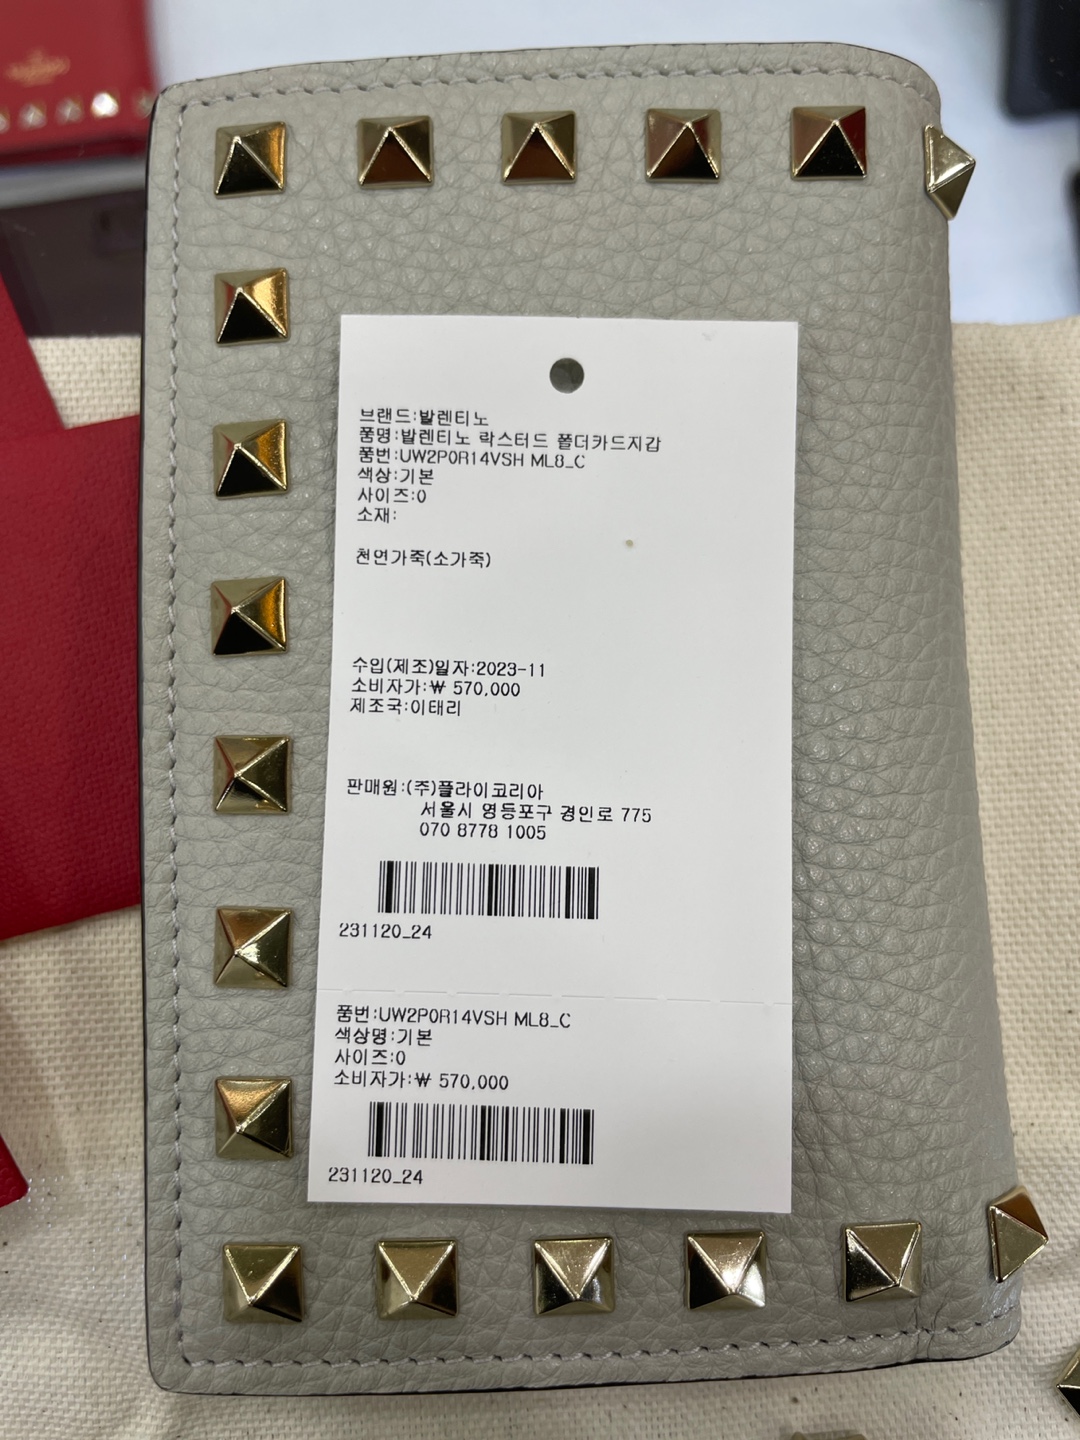 브랜드:발렌티노
품명:발렌티노 락스터드 폴더카드지갑
품번:UW2P0R14VSH ML8_C
색상:기본
사이즈:0
소재:
천연가죽(소가죽)
수입(제조)일자:2023-11
소비자가:₩ 570,000
제조국:이태리
판매원:(주)플라이코리아
서울시 영등포구 경인로 775
070 8778 1005
231120_24
품번:UW2P0R14VSH ML8_C
색상명:기본
사이즈:0
소비자가:₩ 570,000
231120_24